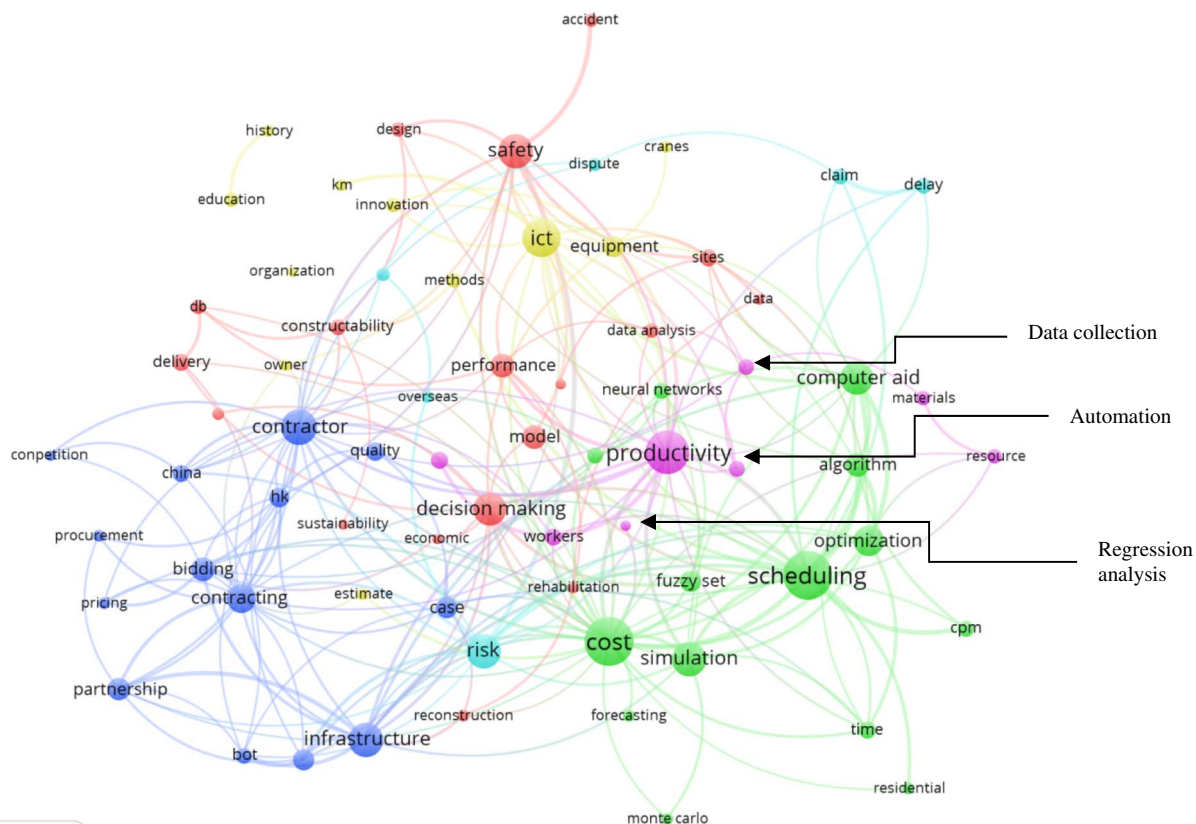 accident
history
design
safety
dispute
cranes
claim
delay
km
education
innovation
ict
equipment
sites
organization
methods
data
db
constructability
data analysis
Data collection
delivery
owner
performance
neural networks
computer aid
overseas
materials
Automation
contractor
model
conpetition
quality
productivity
algorithm
resource
china
hk
decision making
sustainability
economic
workers
optimization
procurement
Regression
analysis
bidding
rehabilitation
fuzzy set
scheduling
pricing
contracting
estimate
case
cpm
risk
cost
simulation
partnership
reconstruction
forecasting
time
infrastructure
bot
residential
monte carlo